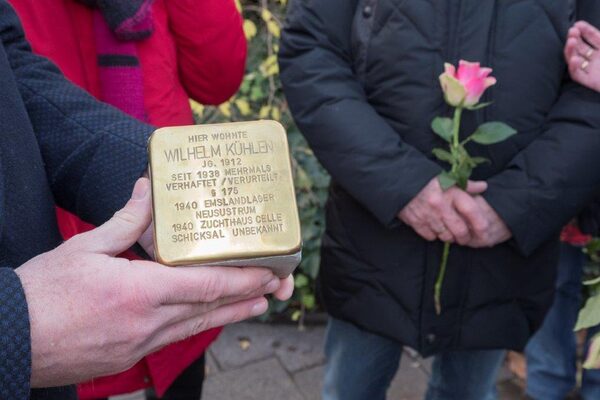 HIER WOHNTE
WILHELM KÜHLEN
JG. 1912
SEIT 1938 MEHRMALS
VERHAFTET / VERURTEILT
§ 175
1940 EMSLANDLAGER
NEUSUSTRUM
1940 ZUCHTHAUS CELLE
SCHICKSAL UNBEKANNT